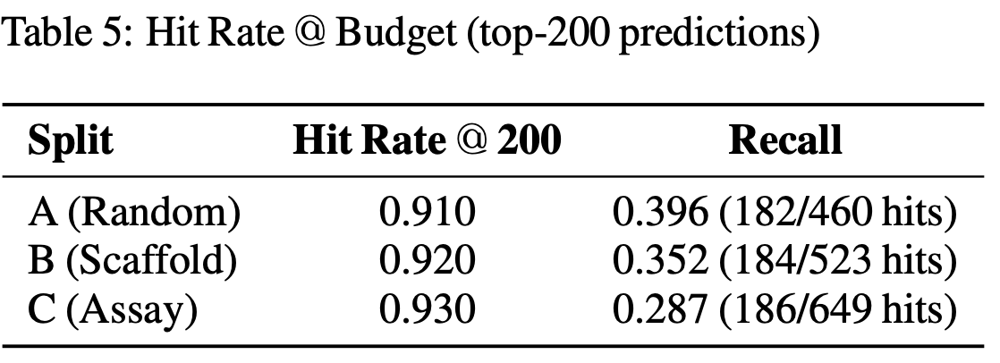 Table 5: Hit Rate @ Budget (top-200 predictions)
Split Hit Rate @ 200 Recall
A (Random) 0.910 0.396 (182/460 hits)
B (Scaffold) 0.920 0.352 (184/523 hits)
C (Assay) 0.930 0.287 (186/649 hits)